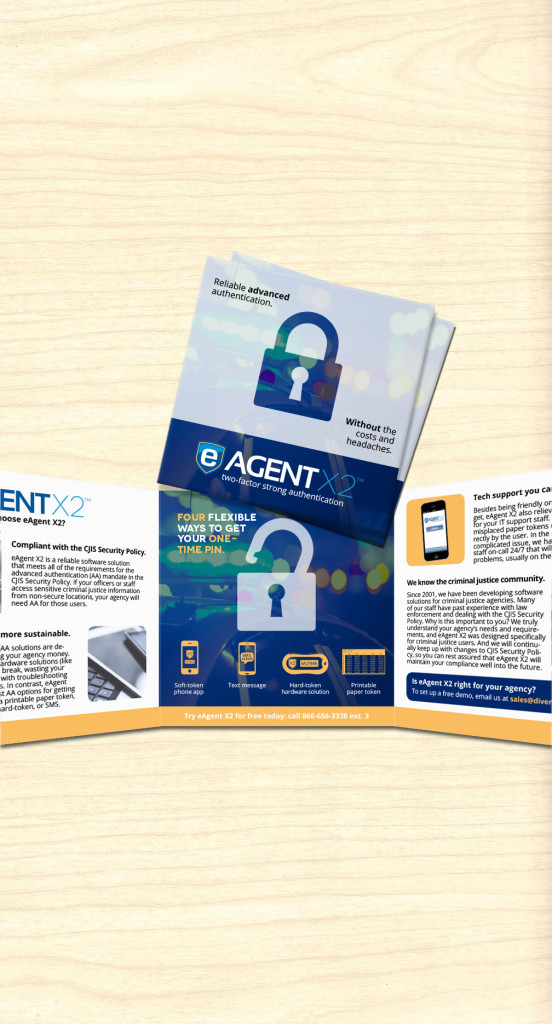 Reliable advanced
authentication.
Without the
costs and
headaches.
e AGENT X2™
two-factor strong authentication
ENT X2™
oose eAgent X2?
Compliant with the CJIS Security Policy.
eAgent X2 is a reliable software solution
that meets all of the requirements for the
advanced authentication (AA) mandate in the
CJIS Security Policy. If your officers or staff
access sensitive criminal justice information
from non-secure locations, your agency will
need AA for those users.
more sustainable.
AA solutions are de-
g your agency money.
ardware solutions (like
break, wasting your
with troubleshooting
s. In contrast, eAgent
st AA options for getting
a printable paper token,
ard-token, or SMS.
FOUR FLEXIBLE
WAYS TO GET
YOUR ONE-
TIME PIN.
Soft-token
phone app
Text message
Hard-token
hardware solution
Printable
paper token
Try eAgent X2 for free today: call 866-656-3338 ext. 3
Tech support you ca
Besides being friendly or
get, eAgent X2 also reliev
for your IT support staff.
misplaced paper tokens
rectly by the user. In the
complicated issue, we ha
staff on-call 24/7 that wil
problems, usually on the
We know the criminal justice community.
Since 2001, we have been developing software
solutions for criminal justice agencies. Many
of our staff have past experience with law
enforcement and dealing with the CJIS Security
Policy. Why is this important to you? We truly
understand your agency's needs and require-
ments, and eAgent X2 was designed specifically
for criminal justice users. And we will continu-
ally keep up with changes to CJIS Security Poli-
cy, so you can rest assured that eAgent X2 will
maintain your compliance well into the future.
Is eAgent X2 right for your agency?
To set up a free demo, email us at sales@diver